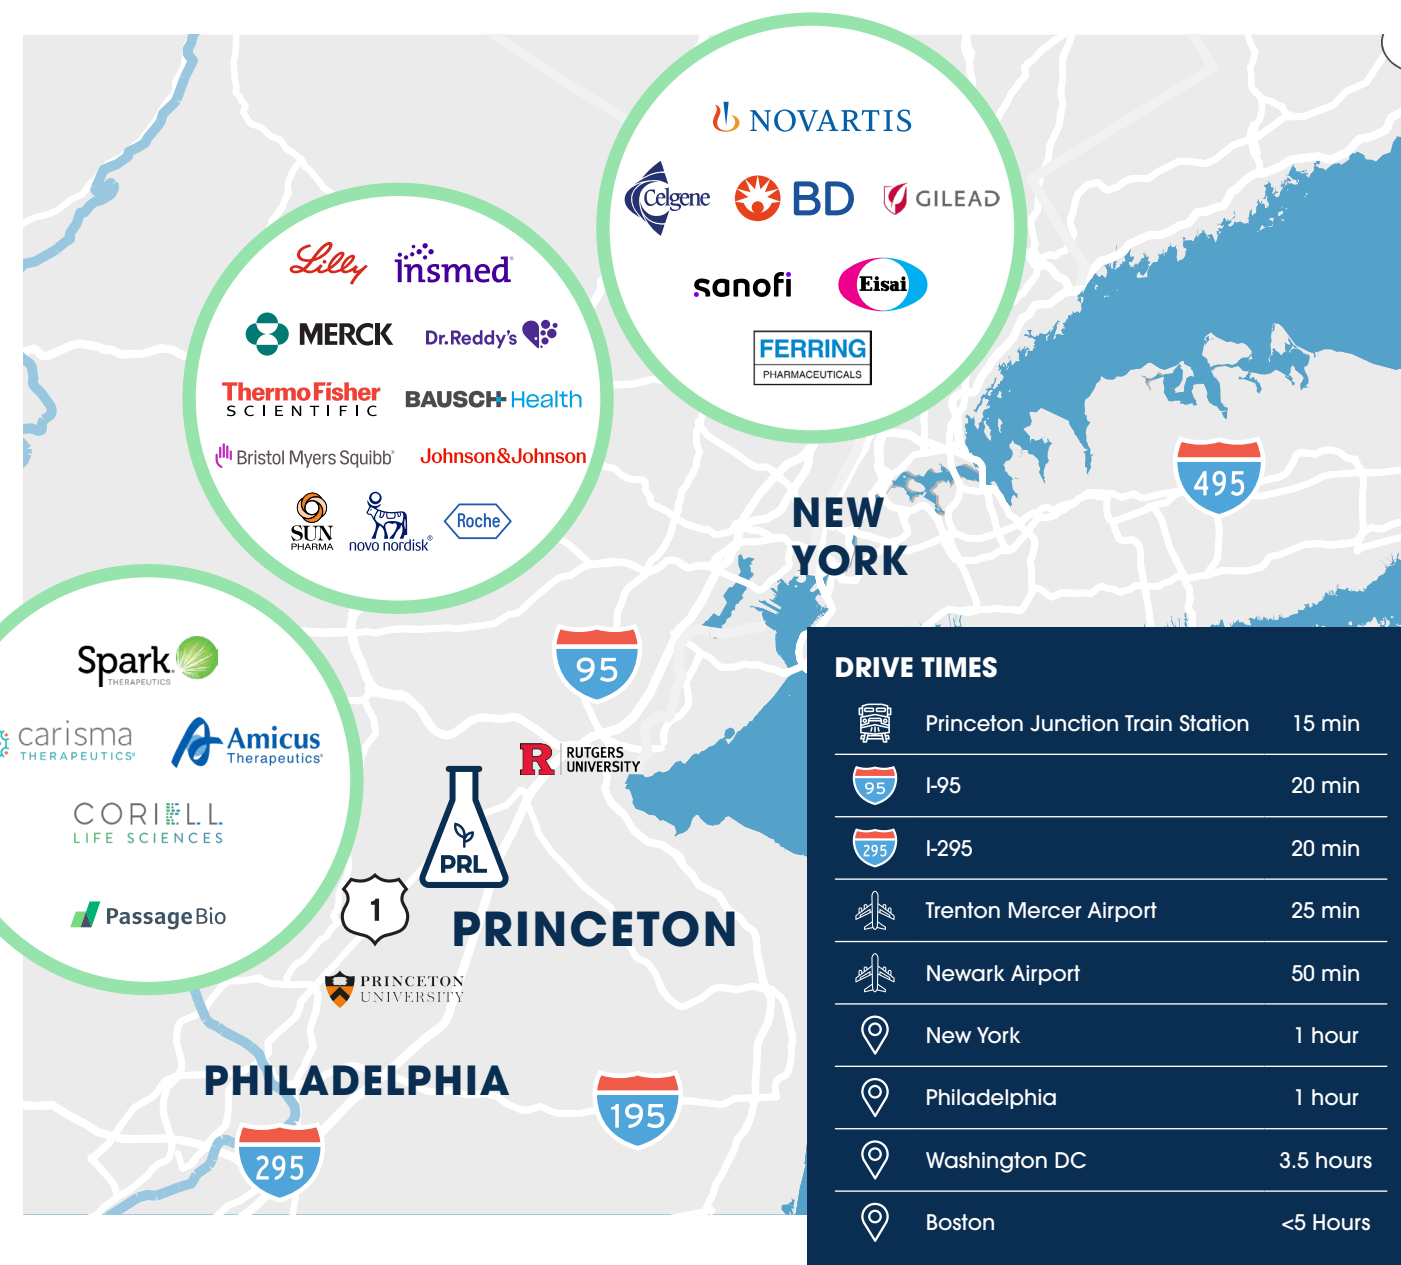 NOVARTIS
Celgene
BD
GILEAD
sanofi
Eisai
FERRING
PHARMACEUTICALS
Lilly
insmed
MERCK
Dr.Reddy's
ThermoFisher
SCIENTIFIC
BAUSCH+Health
Bristol Myers Squibb
Johnson&Johnson
SUN
PHARMA
novo nordisk®
Roche
Spark
THERAPEUTICS
carisma
THERAPEUTICS
Amicus
Therapeutics
CORIELL
LIFE SCIENCES
PassageBio
495
NEW
YORK
95
R
RUTGERS
UNIVERSITY
PRL
1
PRINCETON
PRINCETON
UNIVERSITY
PHILADELPHIA
195
295
DRIVE TIMES
Princeton Junction Train Station 15 min
95 I-95 20 min
295 I-295 20 min
Trenton Mercer Airport 25 min
Newark Airport 50 min
New York 1 hour
Philadelphia 1 hour
Washington DC 3.5 hours
Boston <5 Hours